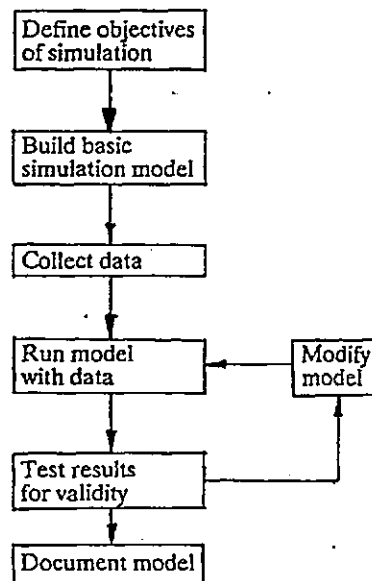 Define objectives
of simulation
Build basic
simulation model
Collect data
Run model
with data
Modify
model
Test results
for validity
Document model